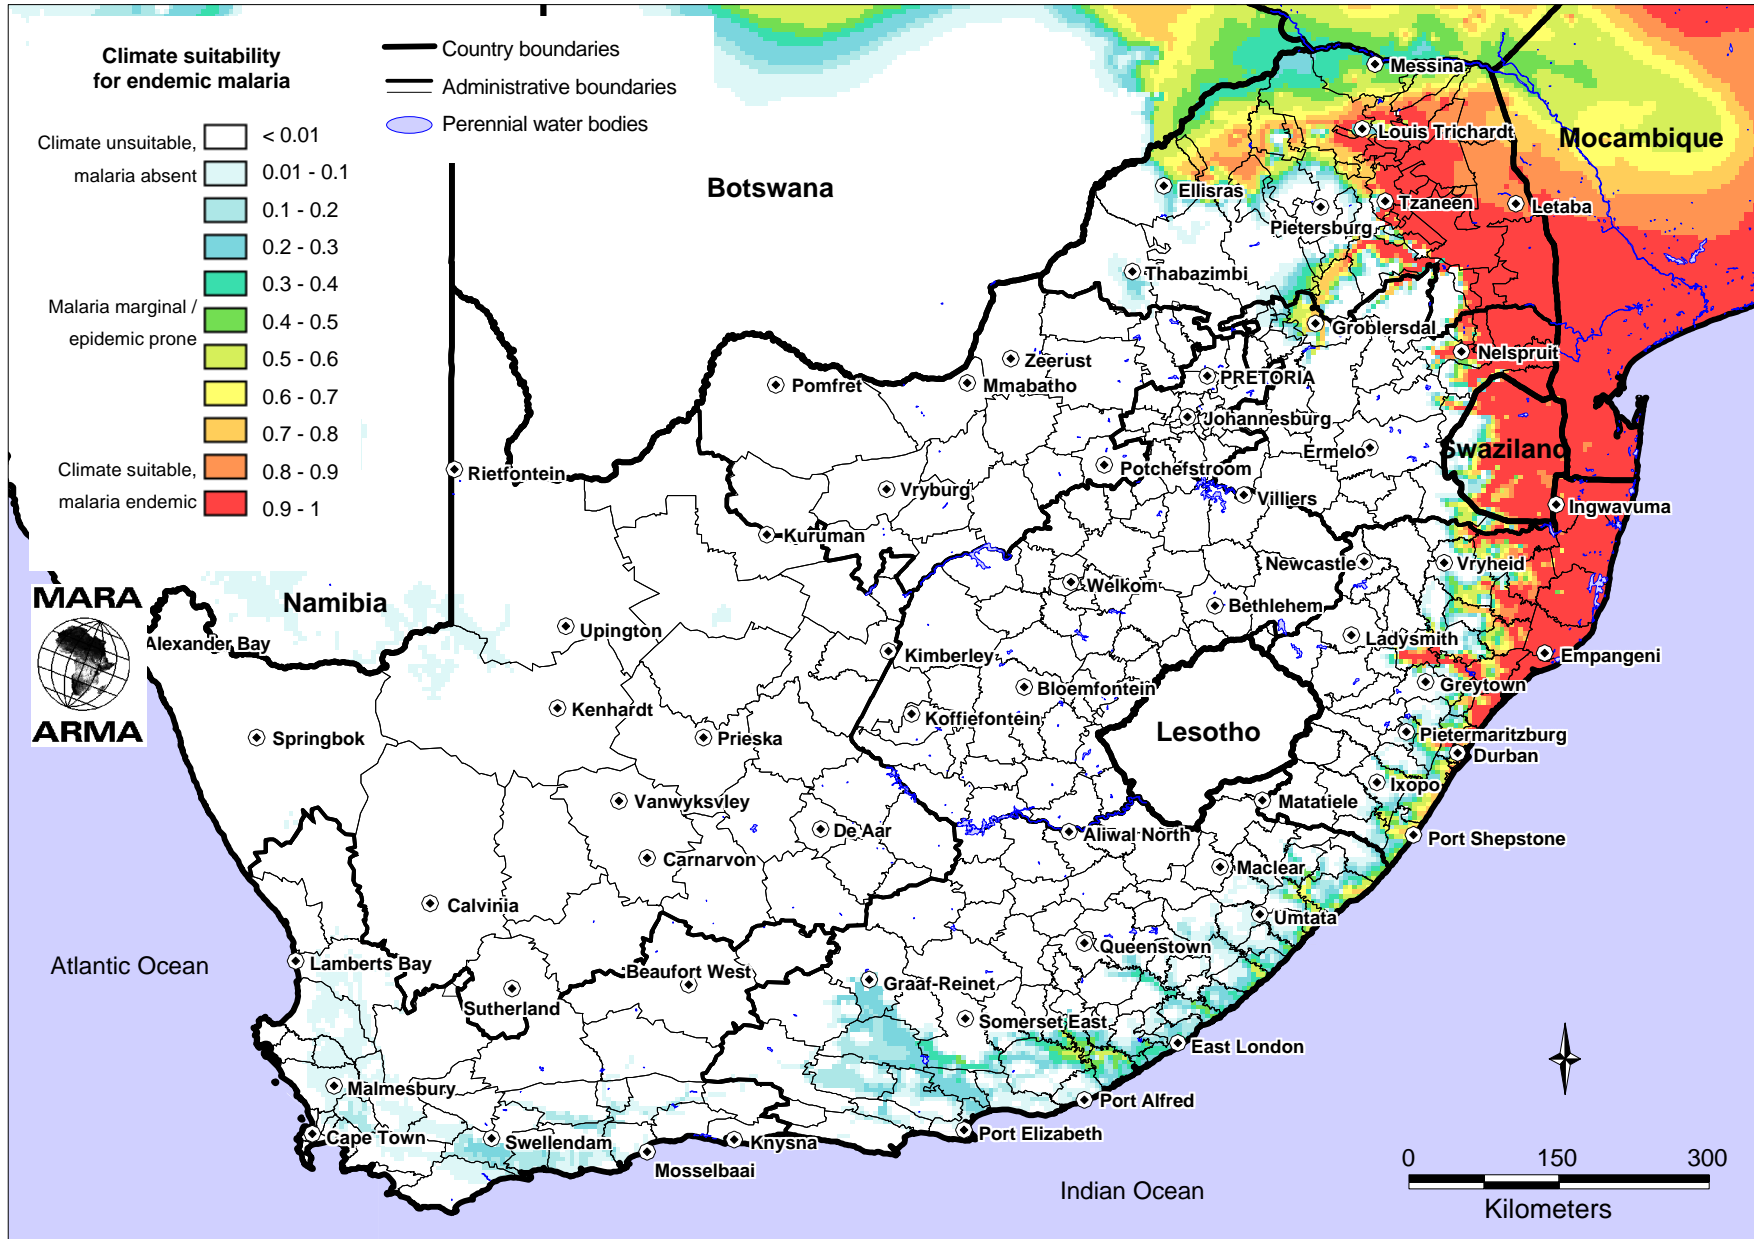 Climate suitability
for endemic malaria
Climate unsuitable,
malaria absent
Malaria marginal /
epidemic prone
Climate suitable,
malaria endemic
< 0.01
0.01 - 0.1
0.1 - 0.2
0.2 - 0.3
0.3 - 0.4
0.4 - 0.5
0.5 - 0.6
0.6 - 0.7
0.7 - 0.8
0.8 - 0.9
0.9 - 1
Country boundaries
Administrative boundaries
Perennial water bodies
Messina
Louis Trichardt
Mocambique
Botswana
Ellisras
Tzaneen
Letaba
Pietersburg
Thabazimbi
Groblersdal
Nelspruit
Zeerust
Pomfret
Mmabatho
PRETORIA
Johannesburg
Ermelo
Swaziland
Rietfontein
Potchefstroom
Vryburg
Villiers
Ingwavuma
Kuruman
Newcastle
Vryheid
Welkom
Bethlehem
MARA
ARMA
Namibia
Alexander Bay
Upington
Ladysmith
Kimberley
Empangeni
Bloemfontein
Greytown
Kenhardt
Koffiefontein
Lesotho
Springbok
Prieska
Pietermaritzburg
Durban
Ixopo
Vanwyksvley
Matatiele
De Aar
Aliwal North
Port Shepstone
Carnarvon
Maclear
Calvinia
Umtata
Queenstown
Atlantic Ocean
Lamberts Bay
Beaufort West
Graaf-Reinet
Sutherland
Somerset East
East London
Malmesbury
Port Alfred
Cape Town
Swellendam
Knysna
Port Elizabeth
Mosselbaai
Indian Ocean
0 150 300
Kilometers